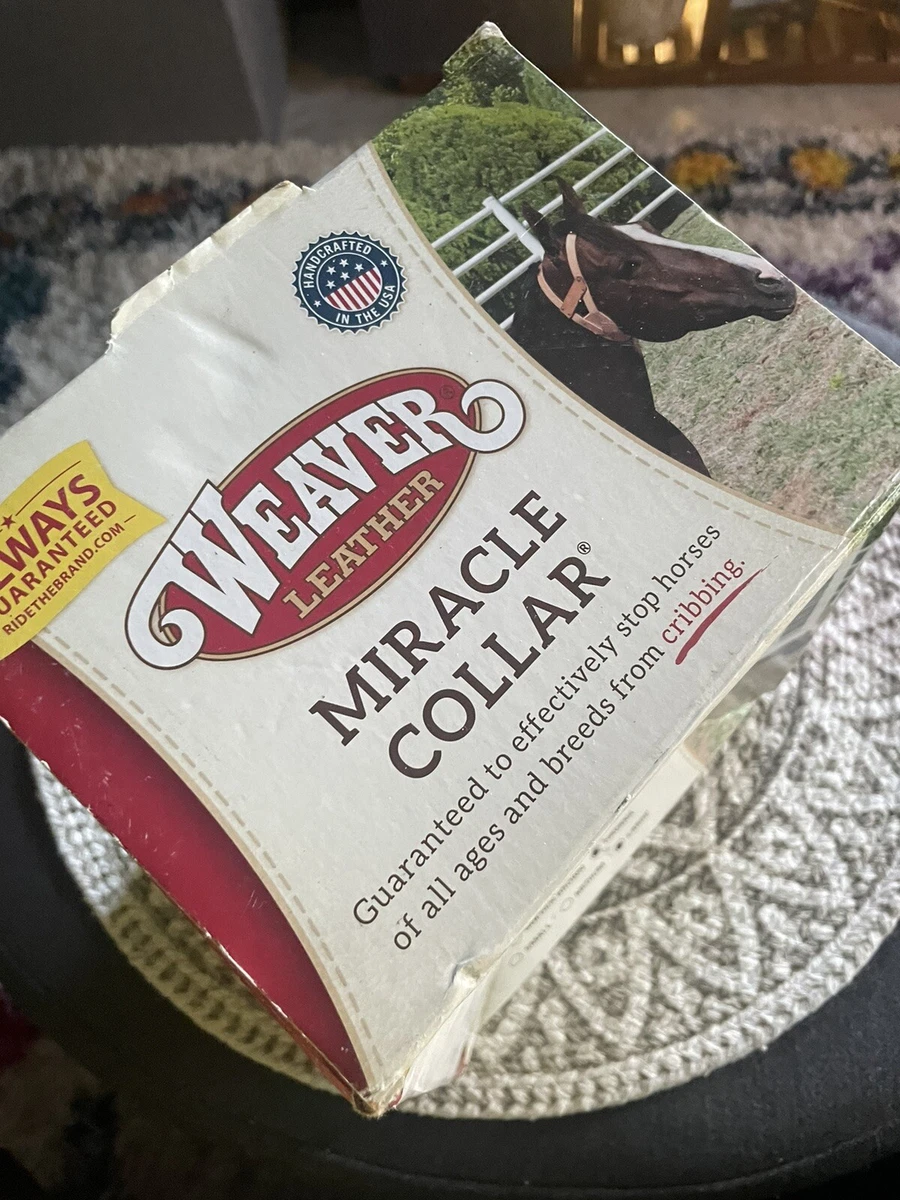 HANDCRAFTED
IN THE USA
WEAVER®
LEATHER
WAYS
UARANTEED
RIDETHEBRAND.COM
MIRACLE
COLLAR®
Guaranteed to effectively stop horses
of all ages and breeds from cribbing.